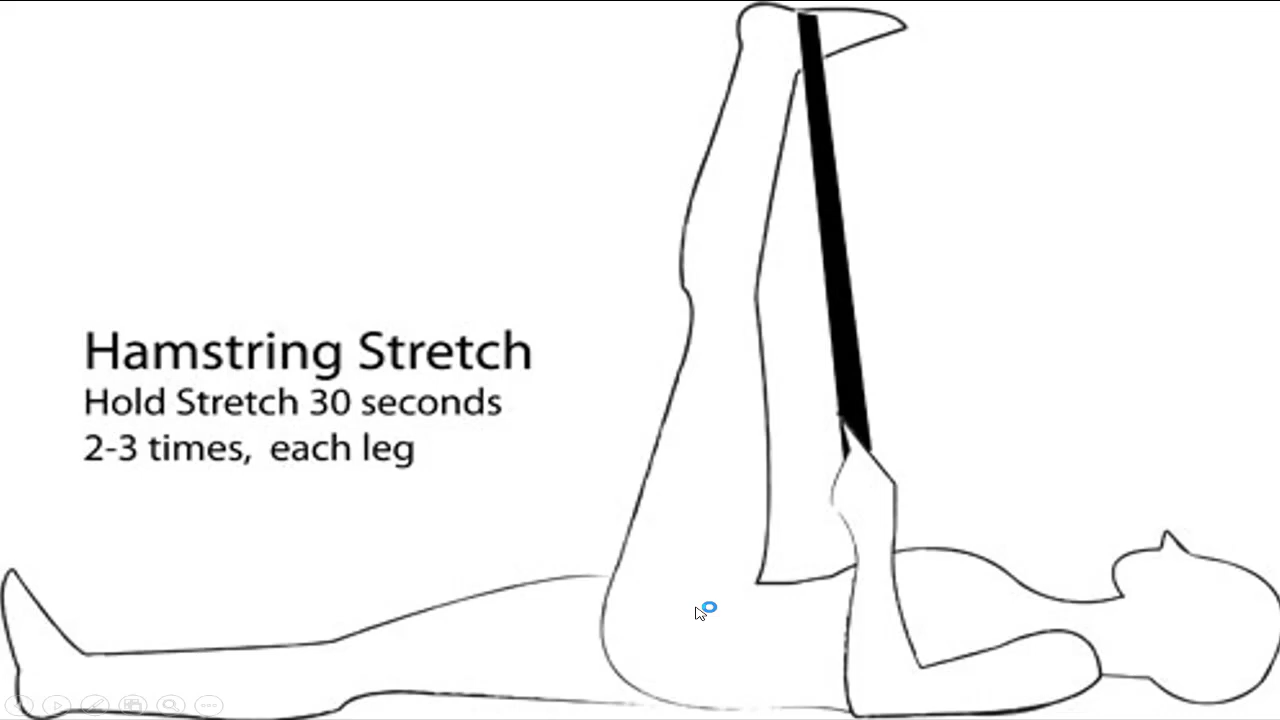 Hamstring Stretch
Hold Stretch 30 seconds
2-3 times, each leg